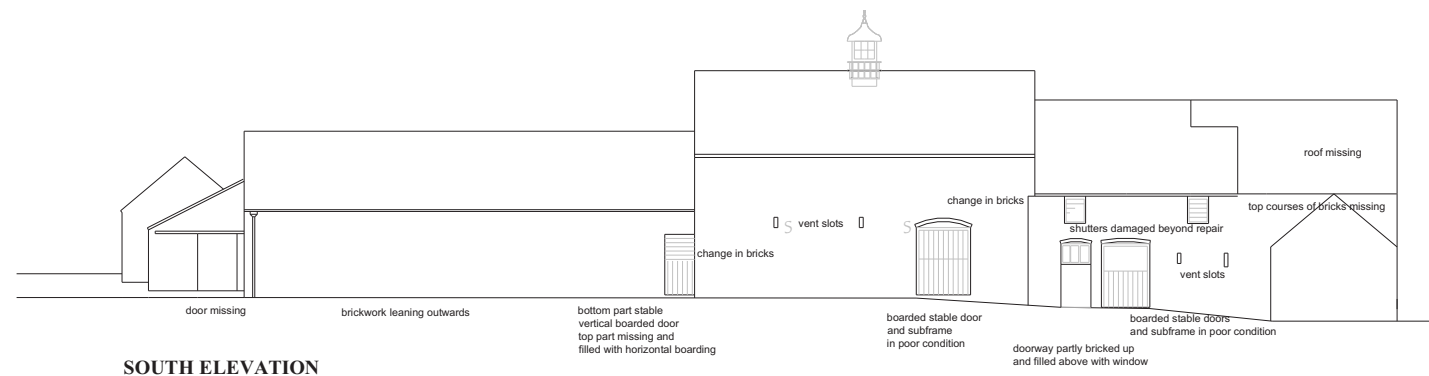 roof missing
change in bricks
top courses of bricks missing
vent slots
shutters damaged beyond repair
change in bricks
vent slots
door missing
brickwork leaning outwards
bottom part stable
vertical boarded door
top part missing and
filled with horizontal boarding
boarded stable door
and subframe
in poor condition
boarded stable doors
and subframe in poor condition
doorway partly bricked up
and filled above with window
SOUTH ELEVATION